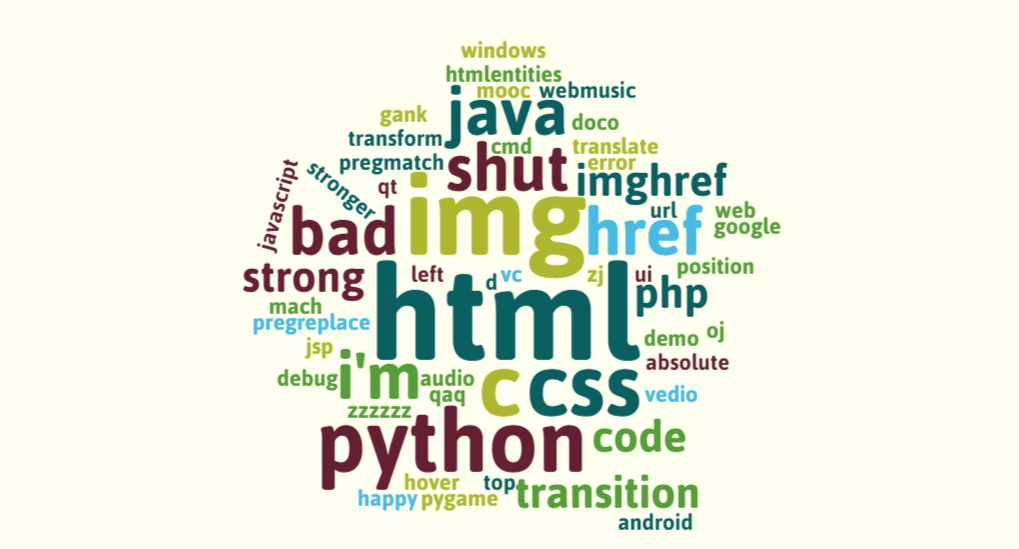 windows
htmlentities
mooc webmusic
gank java doco
transform cmd translate
pregmatch shut error
javascript stronger qt img imghref
bad href url web
google
strong left d vc zj ui position
html php
mach
pregreplace
jsp demo oj
debug i'm audio c css absolute
qaq vedio
zzzzzz
python code
hover top transition
happy pygame
android